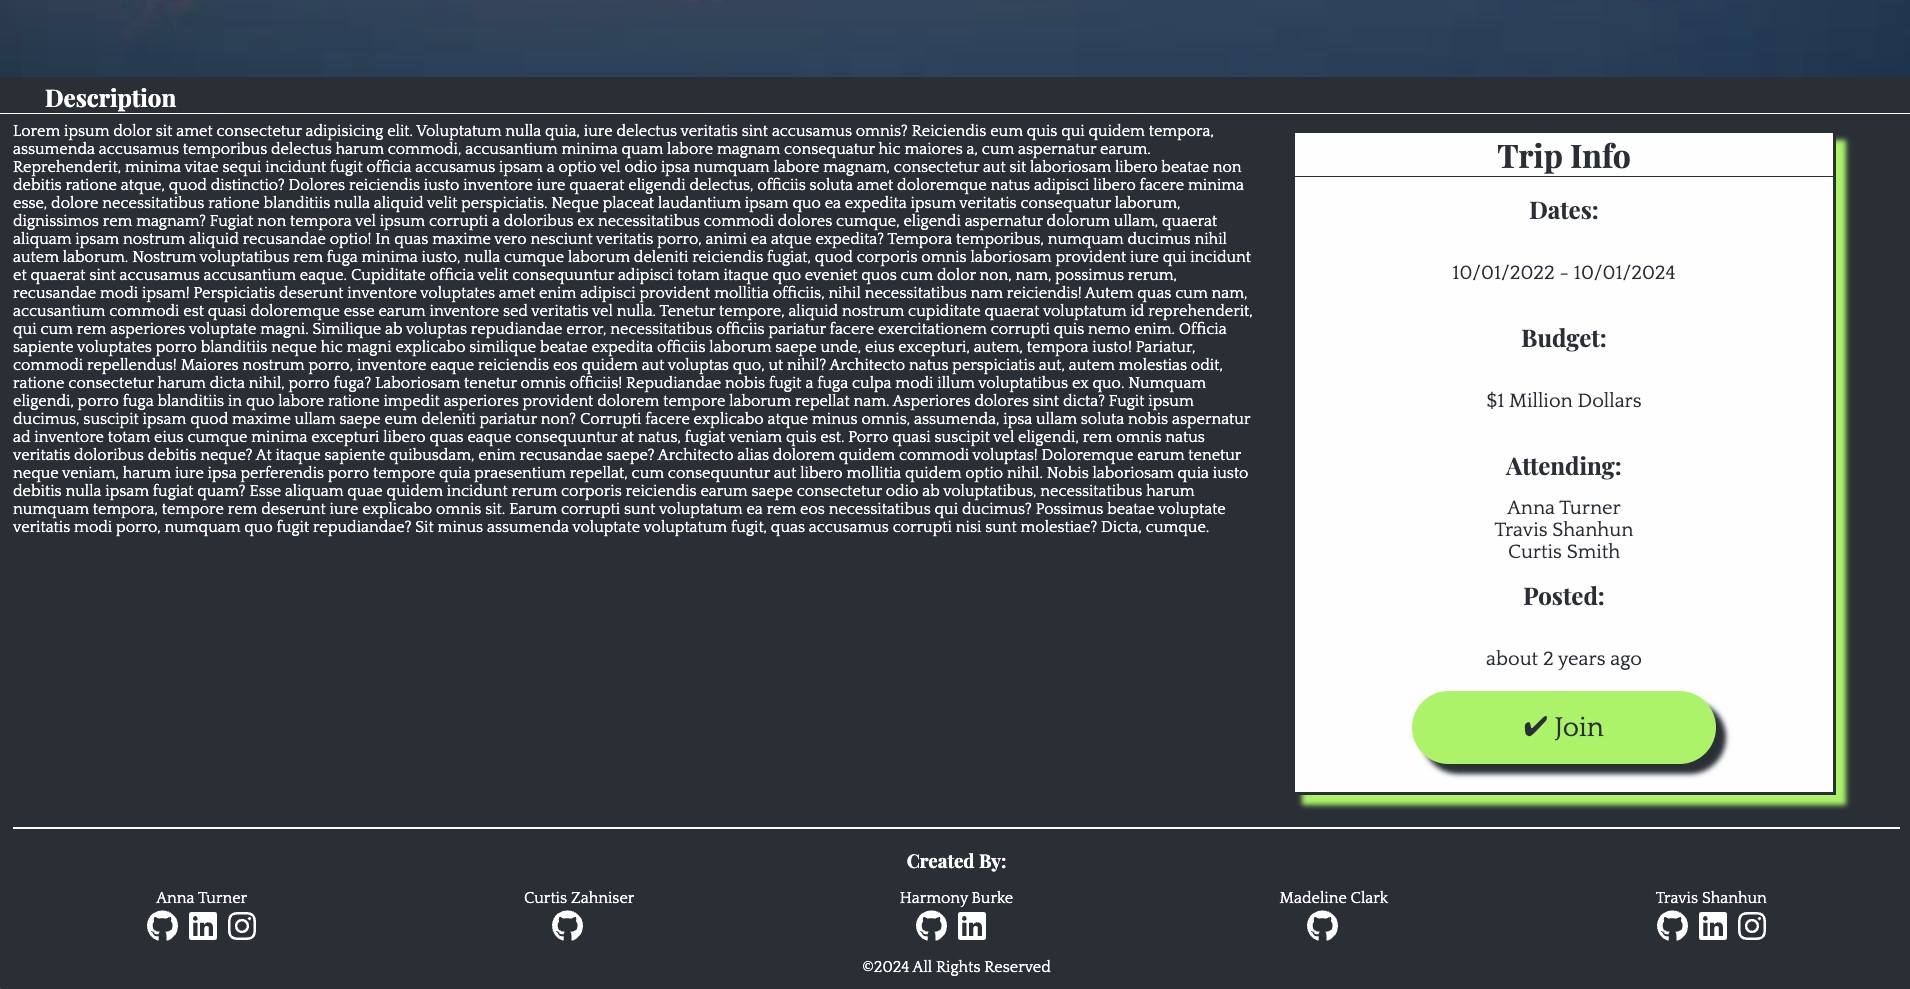 Description
Lorem ipsum dolor sit amet consectetur adipisicing elit. Voluptatum nulla quia, iure delectus veritatis sint accusamus omnis? Reiciendis eum quis qui quidem tempora,
assumenda accusamus temporibus delectus harum commodi, accusantium minima quam labore magnam consequatur hic maiores a, cum aspernatur earum.
Reprehenderit, minima vitae sequi incidunt fugit officia accusamus ipsam a optio vel odio ipsa numquam labore magnam, consectetur aut sit laboriosam libero beatae non
debitis ratione atque, quod distinctio? Dolores reiciendis iusto inventore iure quaerat eligendi delectus, officiis soluta amet doloremque natus adipisci libero facere minima
esse, dolore necessitatibus ratione blanditiis nulla aliquid velit perspiciatis. Neque placeat laudantium ipsam quo ea expedita ipsum veritatis consequatur laborum,
dignissimos rem magnam? Fugiat non tempora vel ipsum corrupti a doloribus ex necessitatibus commodi dolores cumque, eligendi aspernatur dolorum ullam, quaerat
aliquam ipsam nostrum aliquid recusandae optio! In quas maxime vero nesciunt veritatis porro, animi ea atque expedita? Tempora temporibus, numquam ducimus nihil
autem laborum. Nostrum voluptatibus rem fuga minima iusto, nulla cumque laborum deleniti reiciendis fugiat, quod corporis omnis laboriosam provident iure qui incidunt
et quaerat sint accusamus accusantium eaque. Cupiditate officia velit consequuntur adipisci totam itaque quo eveniet quos cum dolor non, nam, possimus rerum,
recusandae modi ipsam! Perspiciatis deserunt inventore voluptates amet enim adipisci provident mollitia officiis, nihil necessitatibus nam reiciendis! Autem quas cum nam,
accusantium commodi est quasi doloremque esse earum inventore sed veritatis vel nulla. Tenetur tempore, aliquid nostrum cupiditate quaerat voluptatum id reprehenderit,
qui cum rem asperiores voluptate magni. Similique ab voluptas repudiandae error, necessitatibus officiis pariatur facere exercitationem corrupti quis nemo enim. Officia
sapiente voluptates porro blanditiis neque hic magni explicabo similique beatae expedita officiis laborum saepe unde, eius excepturi, autem, tempora iusto! Pariatur,
commodi repellendus! Maiores nostrum porro, inventore eaque reiciendis eos quidem aut voluptas quo, ut nihil? Architecto natus perspiciatis aut, autem molestias odit,
ratione consectetur harum dicta nihil, porro fuga? Laboriosam tenetur omnis officiis! Repudiandae nobis fugit a fuga culpa modi illum voluptatibus ex quo. Numquam
eligendi, porro fuga blanditiis in quo labore ratione impedit asperiores provident dolorem tempore laborum repellat nam. Asperiores dolores sint dicta? Fugit ipsum
ducimus, suscipit ipsam quod maxime ullam saepe eum deleniti pariatur non? Corrupti facere explicabo atque minus omnis, assumenda, ipsa ullam soluta nobis aspernatur
ad inventore totam eius cumque minima excepturi libero quas eaque consequuntur at natus, fugiat veniam quis est. Porro quasi suscipit vel eligendi, rem omnis natus
veritatis doloribus debitis neque? At itaque sapiente quibusdam, enim recusandae saepe? Architecto alias dolorem quidem commodi voluptas! Doloremque earum tenetur
neque veniam, harum iure ipsa perferendis porro tempore quia praesentium repellat, cum consequuntur aut libero mollitia quidem optio nihil. Nobis laboriosam quia iusto
debitis nulla ipsam fugiat quam? Esse aliquam quae quidem incidunt rerum corporis reiciendis earum saepe consectetur odio ab voluptatibus, necessitatibus harum
numquam tempora, tempore rem deserunt iure explicabo omnis sit. Earum corrupti sunt voluptatum ea rem eos necessitatibus qui ducimus? Possimus beatae voluptate
veritatis modi porro, numquam quo fugit repudiandae? Sit minus assumenda voluptate voluptatum fugit, quas accusamus corrupti nisi sunt molestiae? Dicta, cumque.
Trip Info
Dates:
10/01/2022 - 10/01/2024
Budget:
$1 Million Dollars
Attending:
Anna Turner
Travis Shanhun
Curtis Smith
Posted:
about 2 years ago
✔ Join
Created By:
Anna Turner
Curtis Zahniser
Harmony Burke
Madeline Clark
Travis Shanhun
©2024 All Rights Reserved